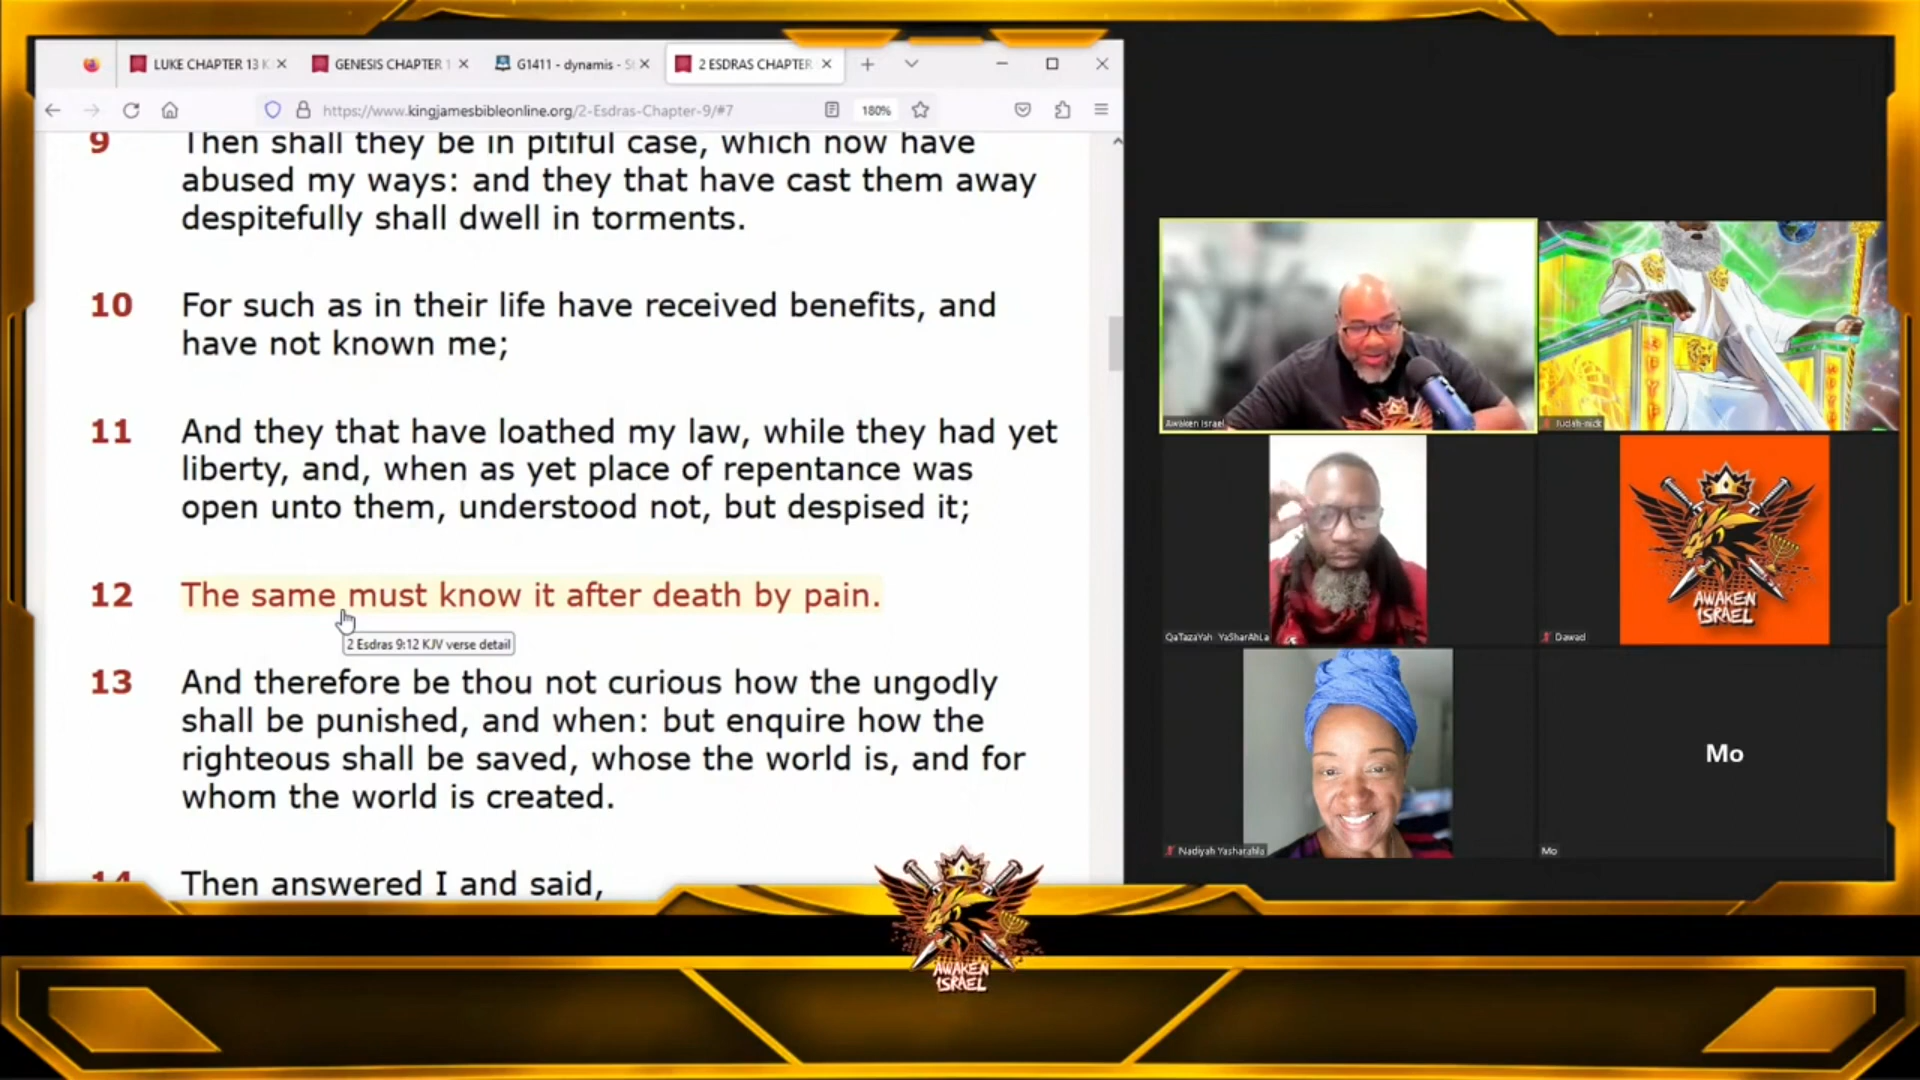 LUKE CHAPTER 13 K
GENESIS CHAPTER 1
G1411 - dynamis - St
2 ESDRAS CHAPTER
https://www.kingjamesbibleonline.org/2-Esdras-Chapter-9/#7
180%
9 Then shall they be in pitiful case, which now have
abused my ways: and they that have cast them away
despitefully shall dwell in torments.
10 For such as in their life have received benefits, and
have not known me;
11 And they that have loathed my law, while they had yet
liberty, and, when as yet place of repentance was
open unto them, understood not, but despised it;
12 The same must know it after death by pain.
2 Esdras 9:12 KJV verse detail
13 And therefore be thou not curious how the ungodly
shall be punished, and when: but enquire how the
righteous shall be saved, whose the world is, and for
whom the world is created.
14 Then answered I and said,
Awaken Israel
Judah-nick
QaTazaYah YaSharAhLa
AWAKEN
ISRAEL
Dawad
Nadiyah Yasharahla
Mo
Mo
AWAKEN
ISRAEL